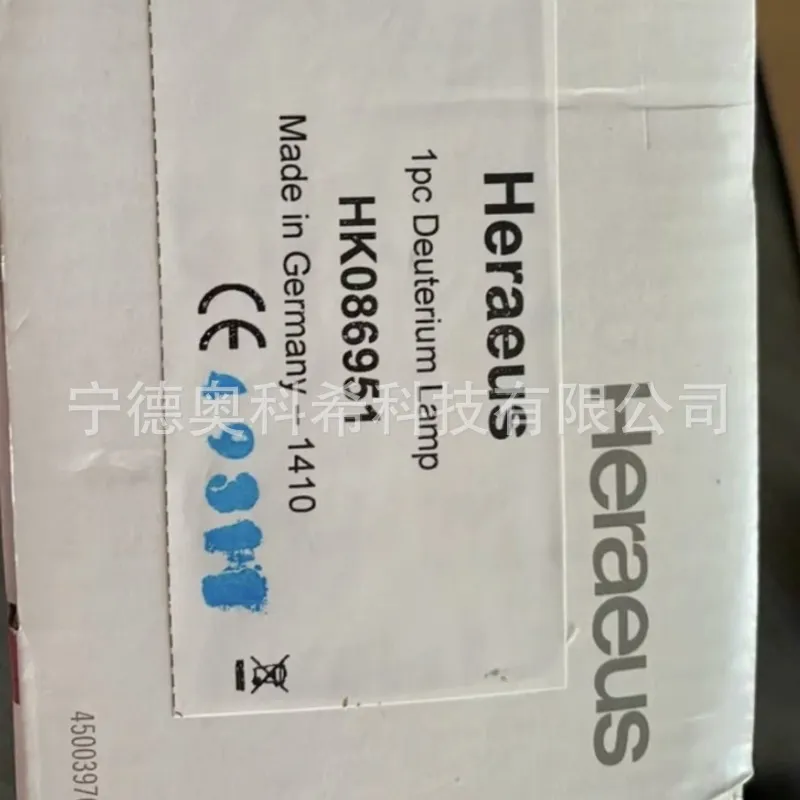 Heraeus
1pc Deuterium Lamp
HK086951
Made in Germany - 1410
CE
Heraeus
宁德奥科希科技有限公司